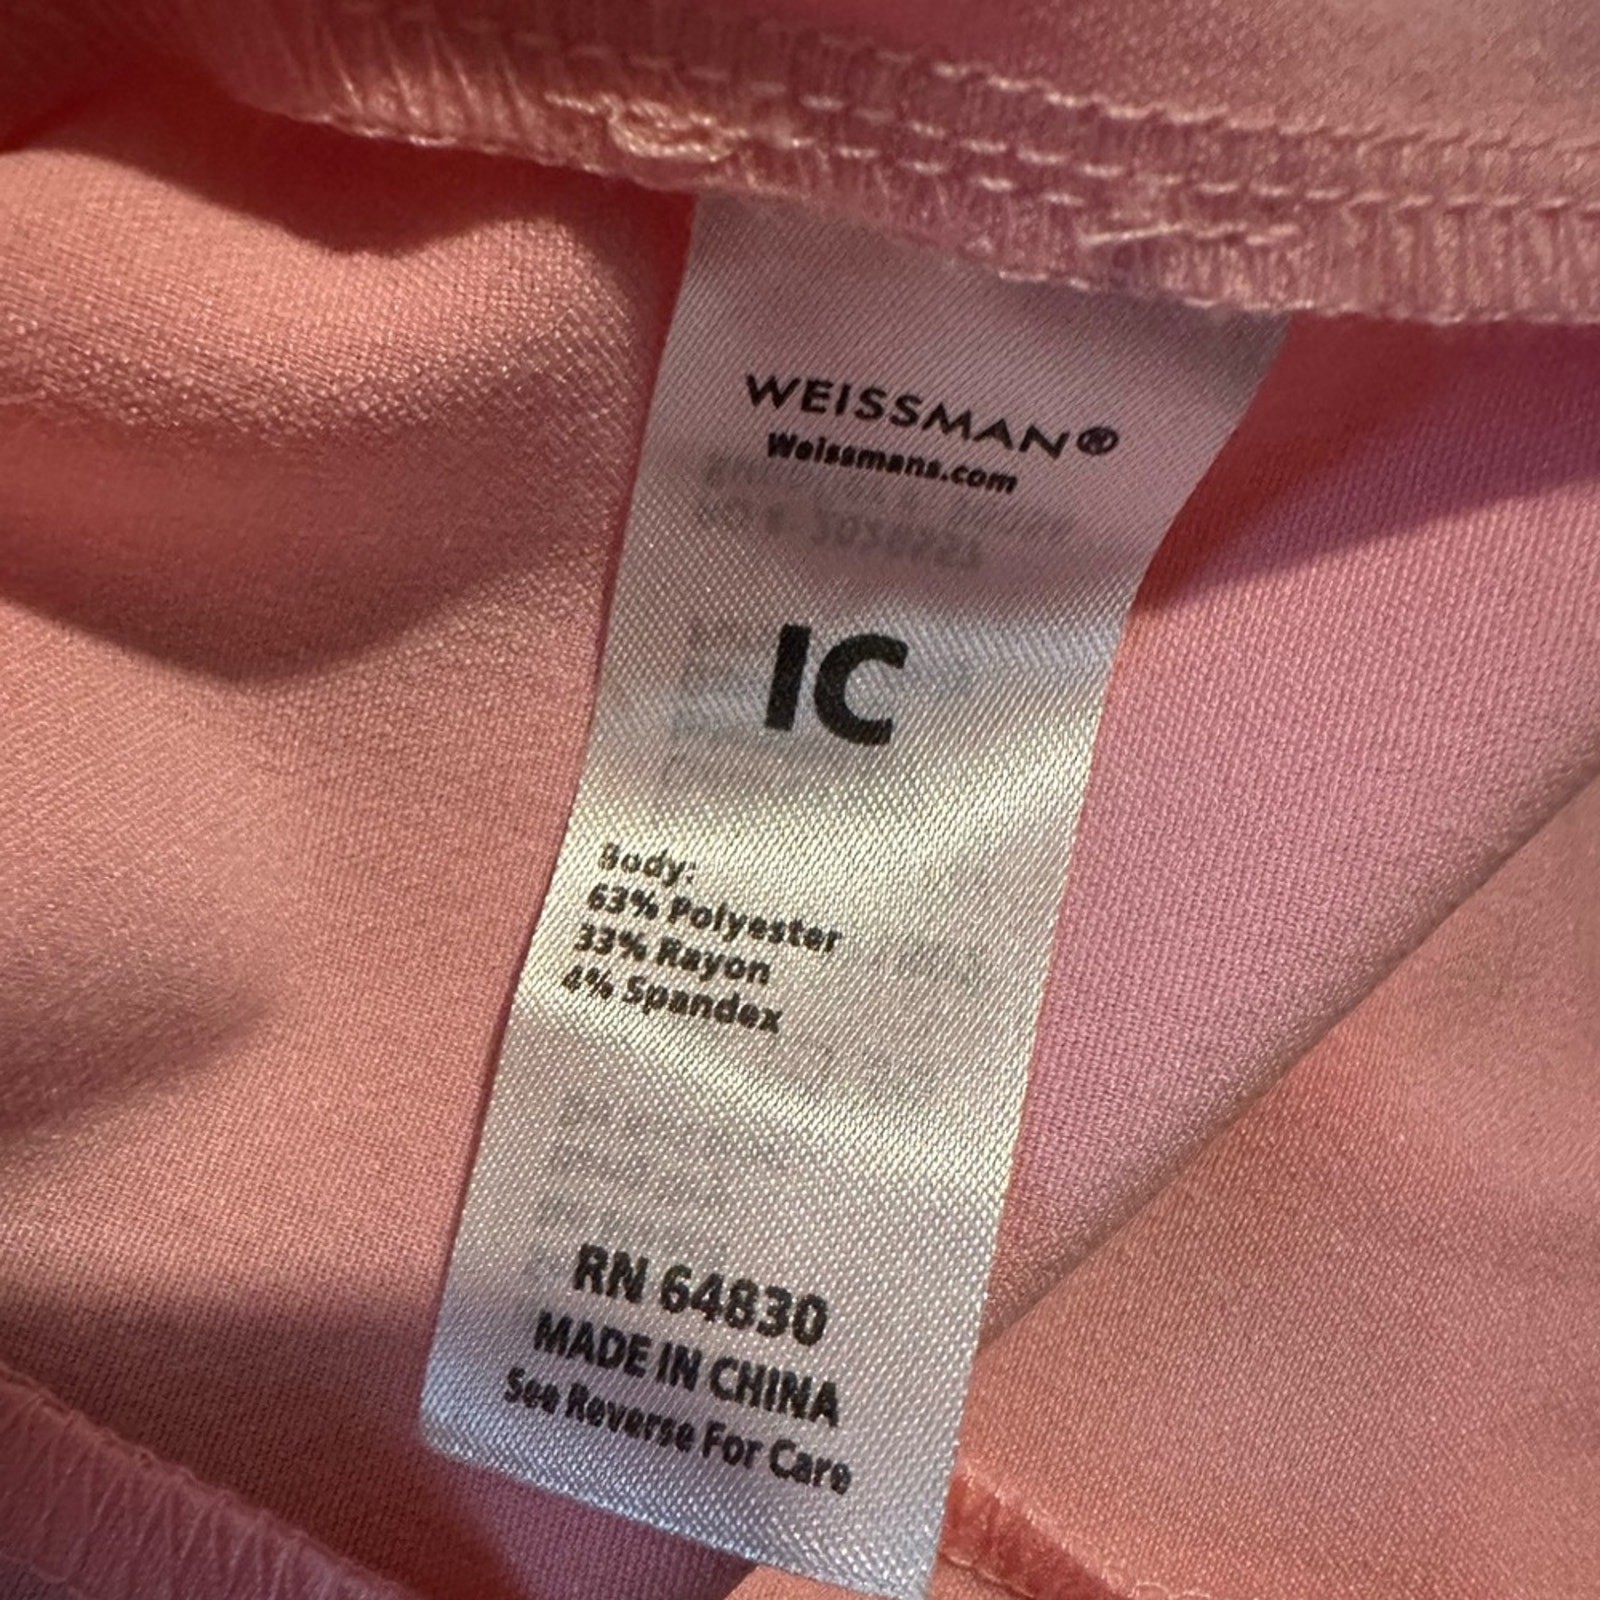 WEISSMAN®
Weissmans.com
IC
Body:
63% Polyester
33% Rayon
4% Spandex
RN 64830
MADE IN CHINA
See Reverse For Care